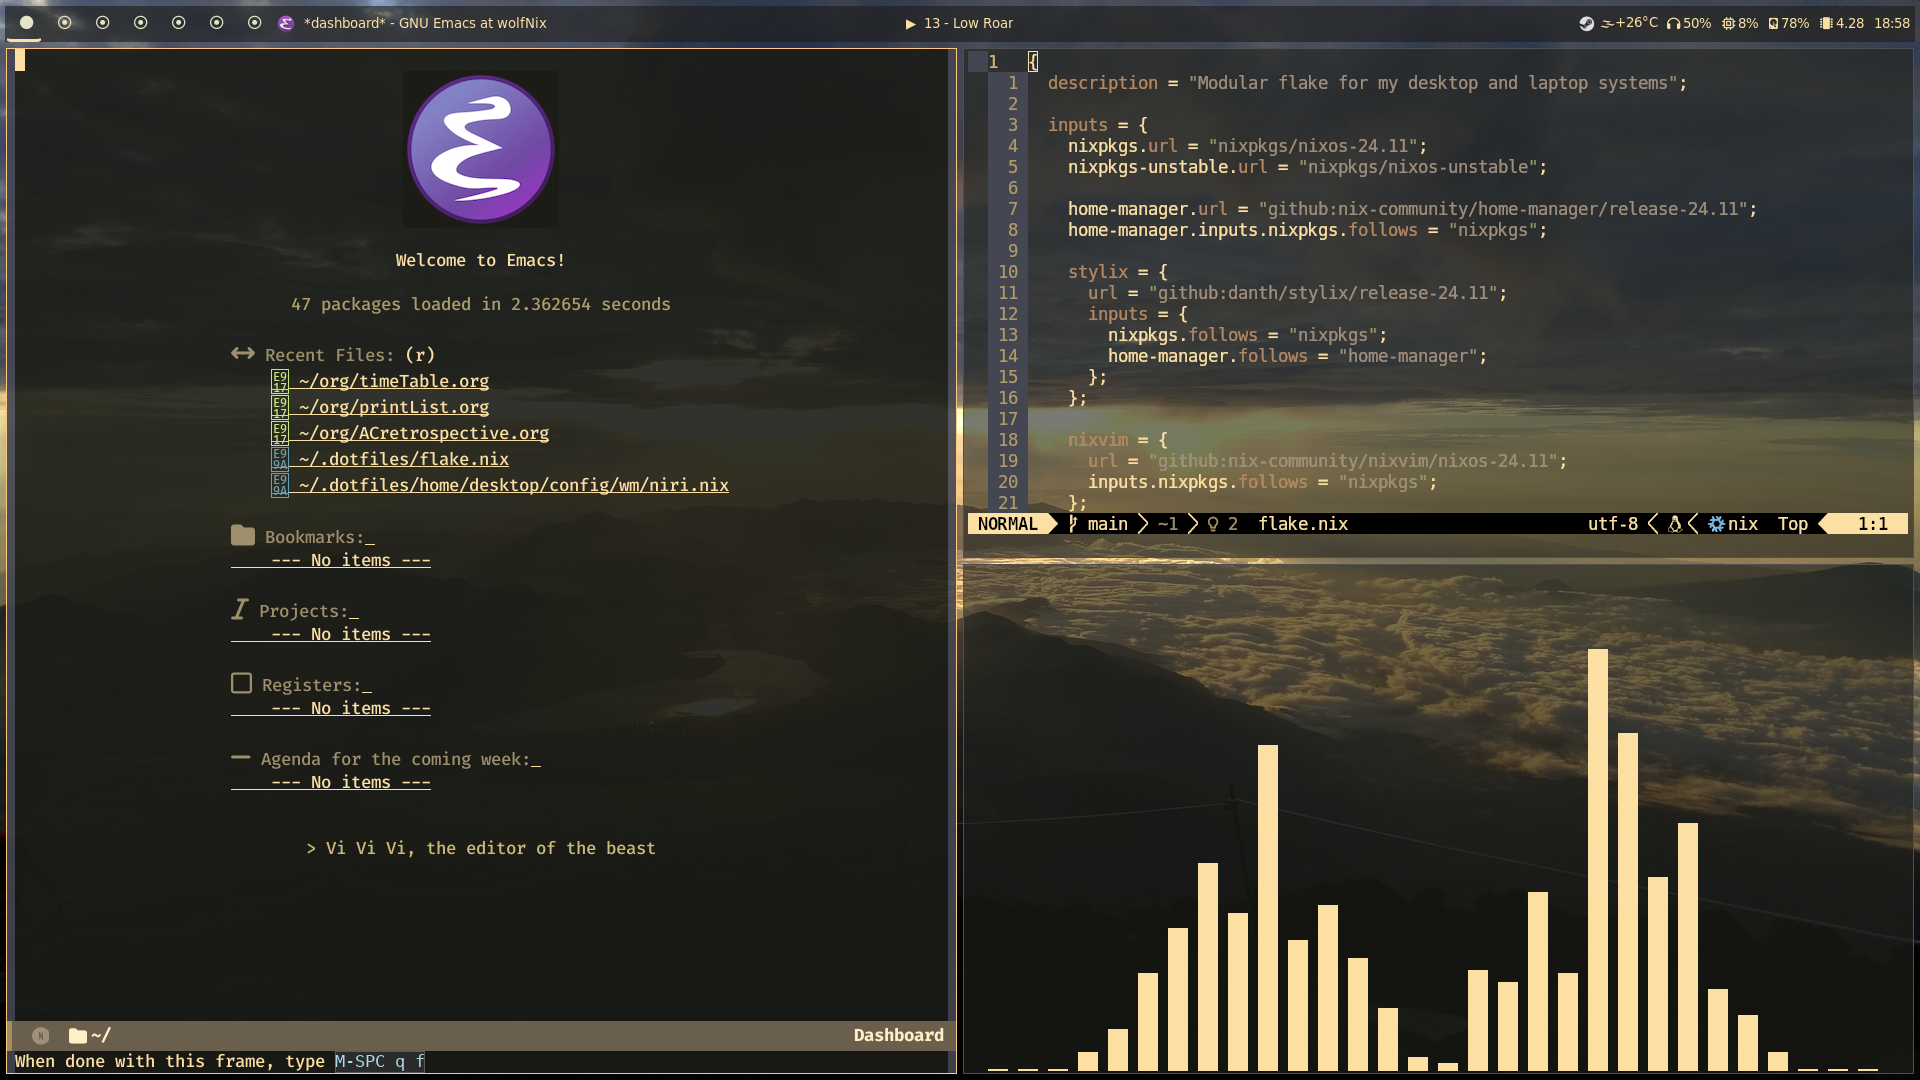 *dashboard* - GNU Emacs at wolfNix
▶ 13 - Low Roar
+26°C 50% 8% 78% 4.28 18:58
Welcome to Emacs!
47 packages loaded in 2.362654 seconds
Recent Files: (r)
~/org/timeTable.org
~/org/printList.org
~/org/ACretrospective.org
~/.dotfiles/flake.nix
~/.dotfiles/home/desktop/config/wm/niri.nix
Bookmarks:_
--- No items ---
Projects:_
--- No items ---
Registers:_
--- No items ---
Agenda for the coming week:_
--- No items ---
> Vi Vi Vi, the editor of the beast
N ~/ Dashboard
When done with this frame, type M-SPC q f
1 {
1 description = "Modular flake for my desktop and laptop systems";
2
3 inputs = {
4 nixpkgs.url = "nixpkgs/nixos-24.11";
5 nixpkgs-unstable.url = "nixpkgs/nixos-unstable";
6
7 home-manager.url = "github:nix-community/home-manager/release-24.11";
8 home-manager.inputs.nixpkgs.follows = "nixpkgs";
9
10 stylix = {
11 url = "github:danth/stylix/release-24.11";
12 inputs = {
13 nixpkgs.follows = "nixpkgs";
14 home-manager.follows = "home-manager";
15 };
16 };
17
18 nixvim = {
19 url = "github:nix-community/nixvim/nixos-24.11";
20 inputs.nixpkgs.follows = "nixpkgs";
21 };
NORMAL main ~1 2 flake.nix utf-8 nix Top 1:1